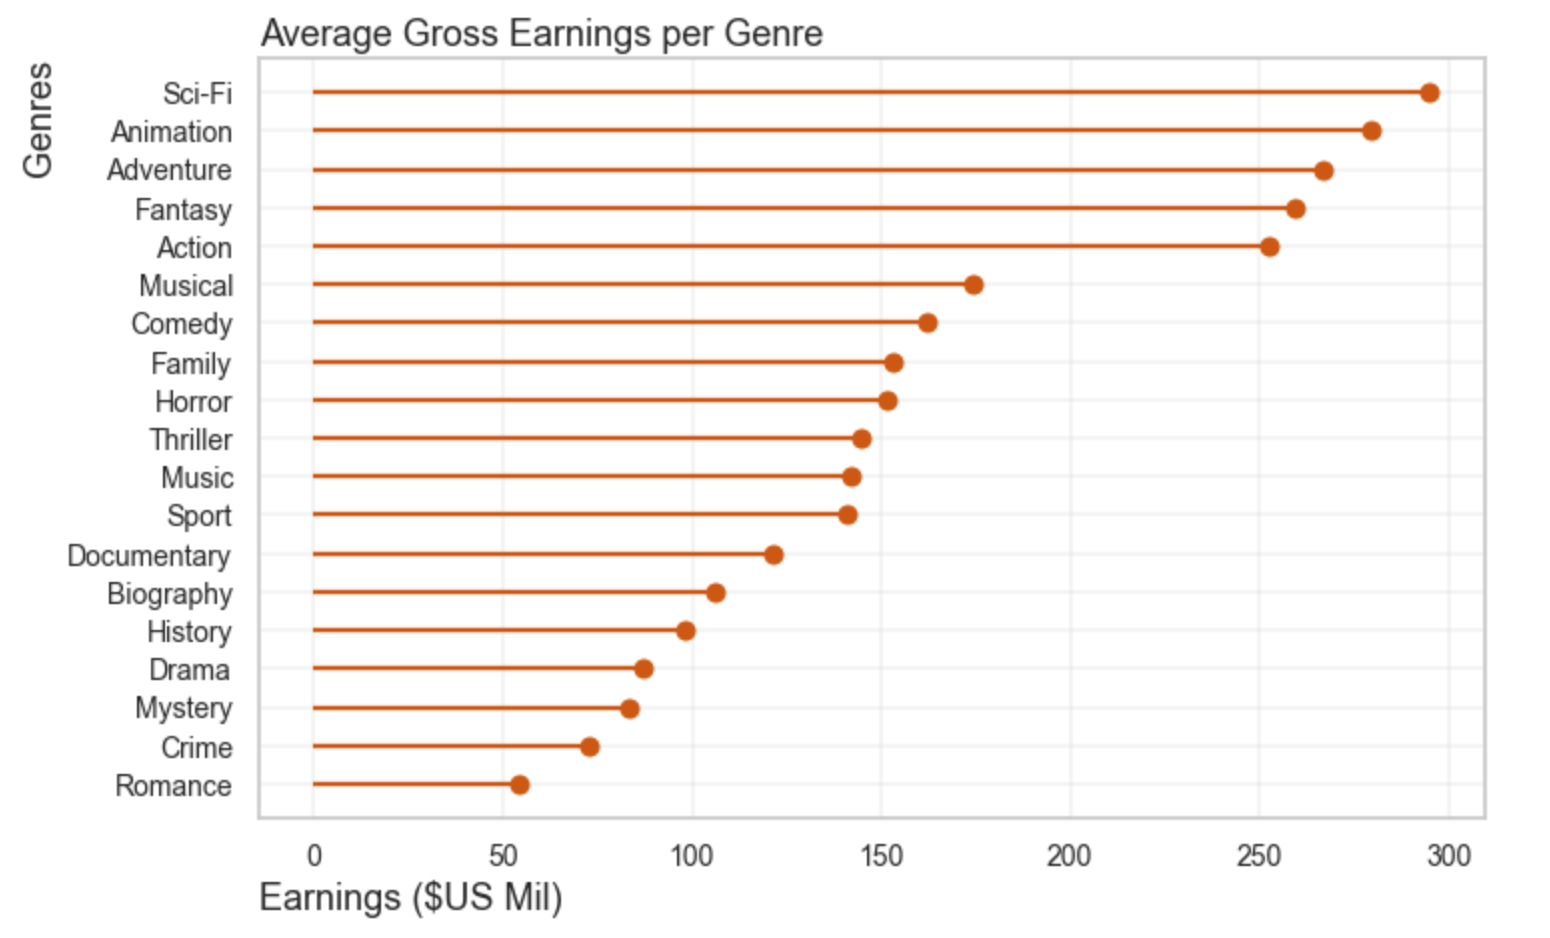 Average Gross Earnings per Genre
Genres
Sci-Fi
Animation
Adventure
Fantasy
Action
Musical
Comedy
Family
Horror
Thriller
Music
Sport
Documentary
Biography
History
Drama
Mystery
Crime
Romance
0 50 100 150 200 250 300
Earnings ($US Mil)